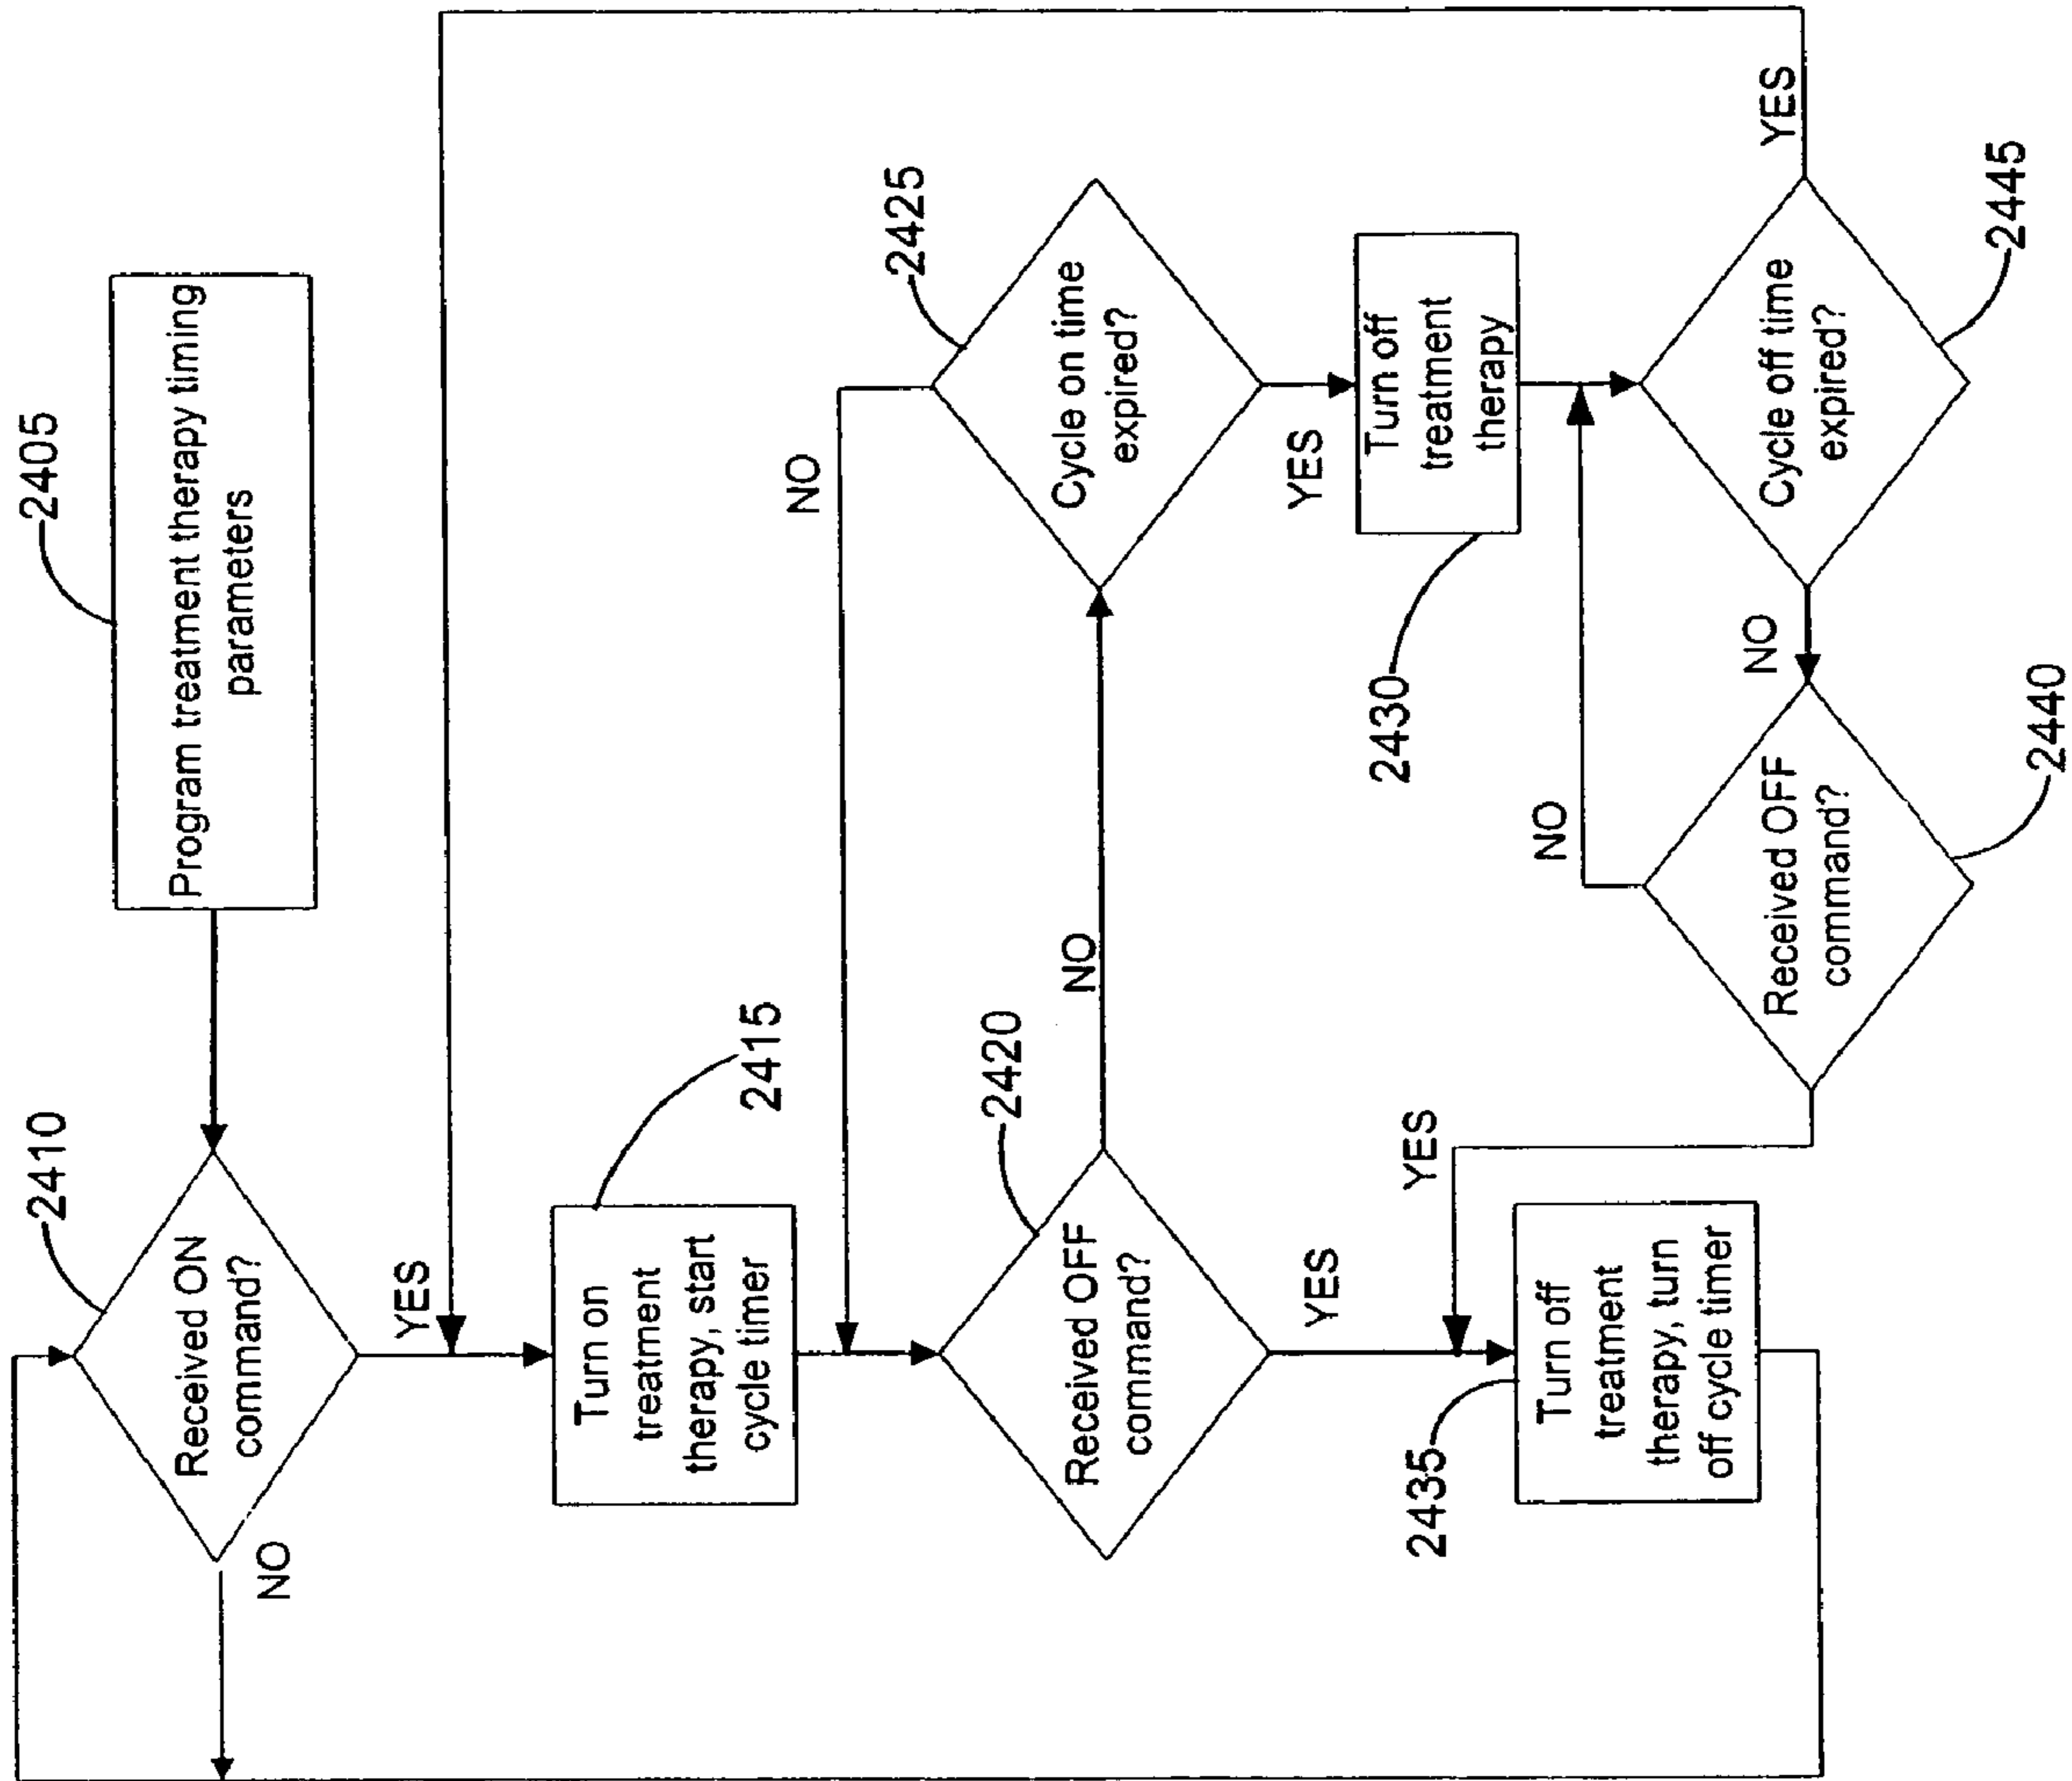 2405
Program treatment therapy timing
parameters
2410
Received ON
command?
NO
YES
2415
Turn on
treatment
therapy, start
cycle timer
2420
Received OFF
command?
NO
YES
2425
Cycle on time
expired?
NO
YES
2430
Turn off
treatment
therapy
2435
Turn off
treatment
therapy, turn
off cycle timer
2440
Received OFF
command?
NO
YES
2445
Cycle off time
expired?
NO
YES